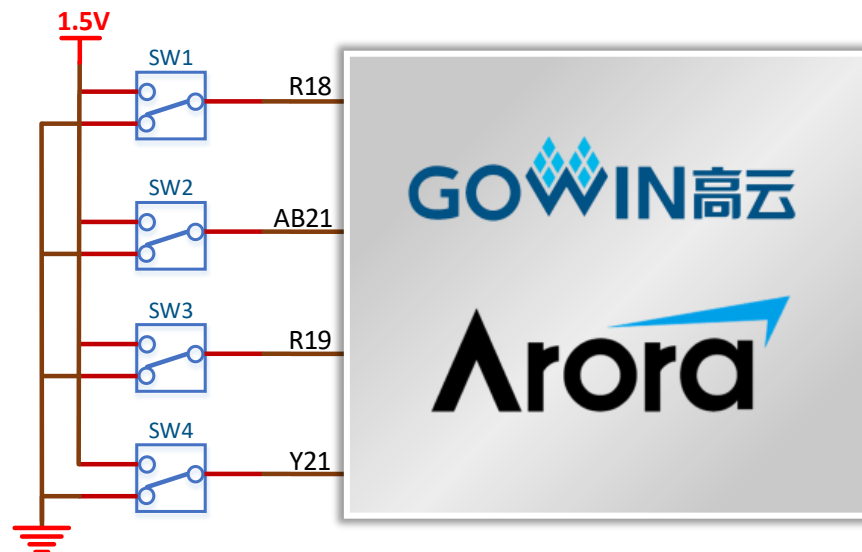 1.5V
SW1
R18
SW2
AB21
SW3
R19
SW4
Y21
GOWIN高云
Arora